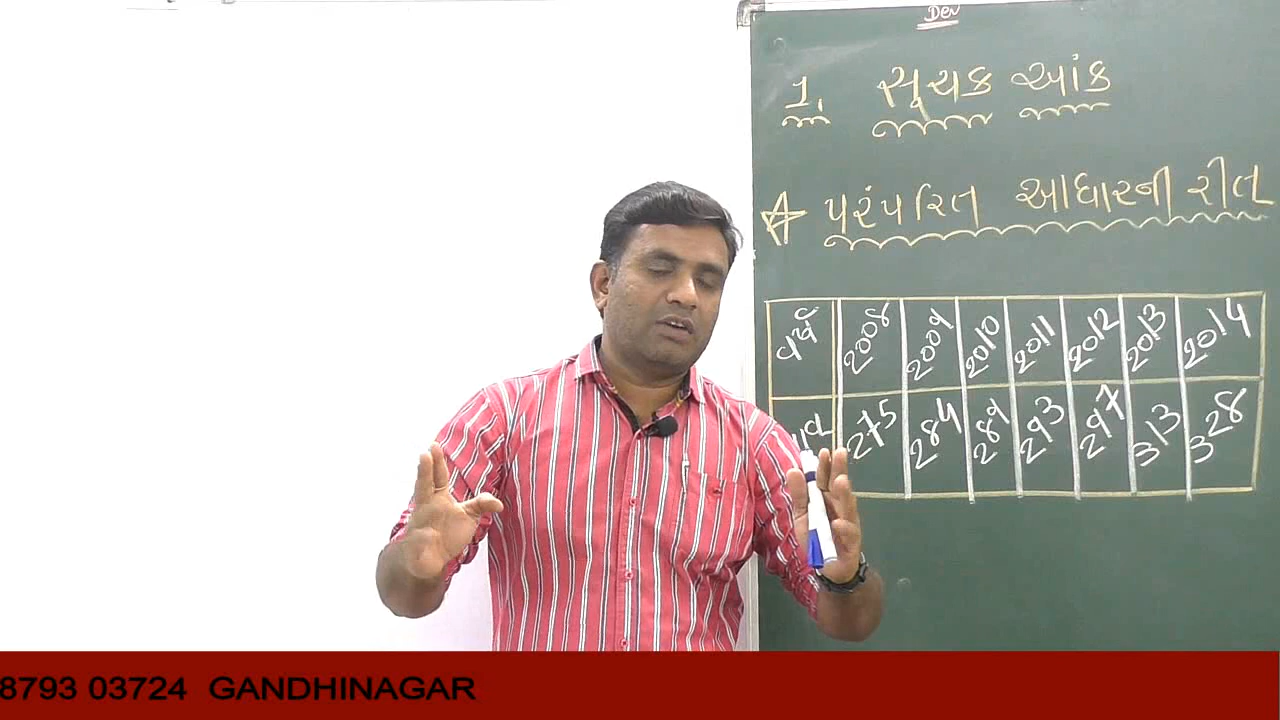 Dev
1. સૂચક આંક
☆ પરંપરિત આધારની રીત
વર્ષ 2008 2009 2010 2011 2012 2013 2014
275 284 289 293 297 313 328
8793 03724 GANDHINAGAR